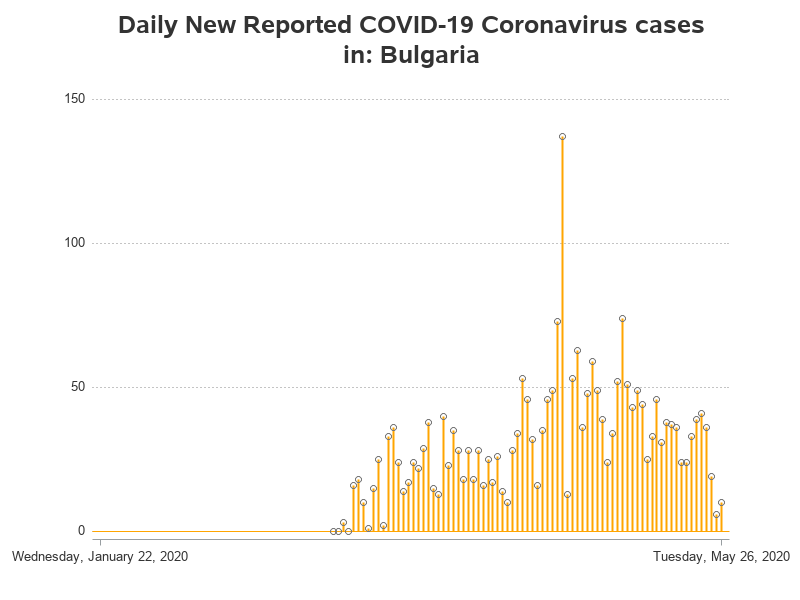 Daily New Reported COVID-19 Coronavirus cases
in: Bulgaria
150
100
50
0
Wednesday, January 22, 2020
Tuesday, May 26, 2020